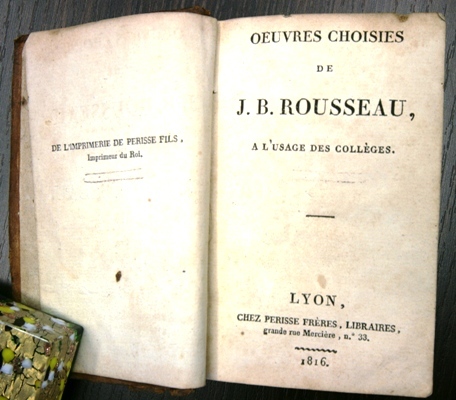 DE L'IMPRIMERIE DE PERISSE FILS,
Imprimeur du Roi.
OEUVRES CHOISIES
DE
J. B. ROUSSEAU,
A L'USAGE DES COLLÈGES.
LYON,
CHEZ PERISSE FRÈRES, LIBRAIRES,
grande rue Mercière, n.° 33.
1816.